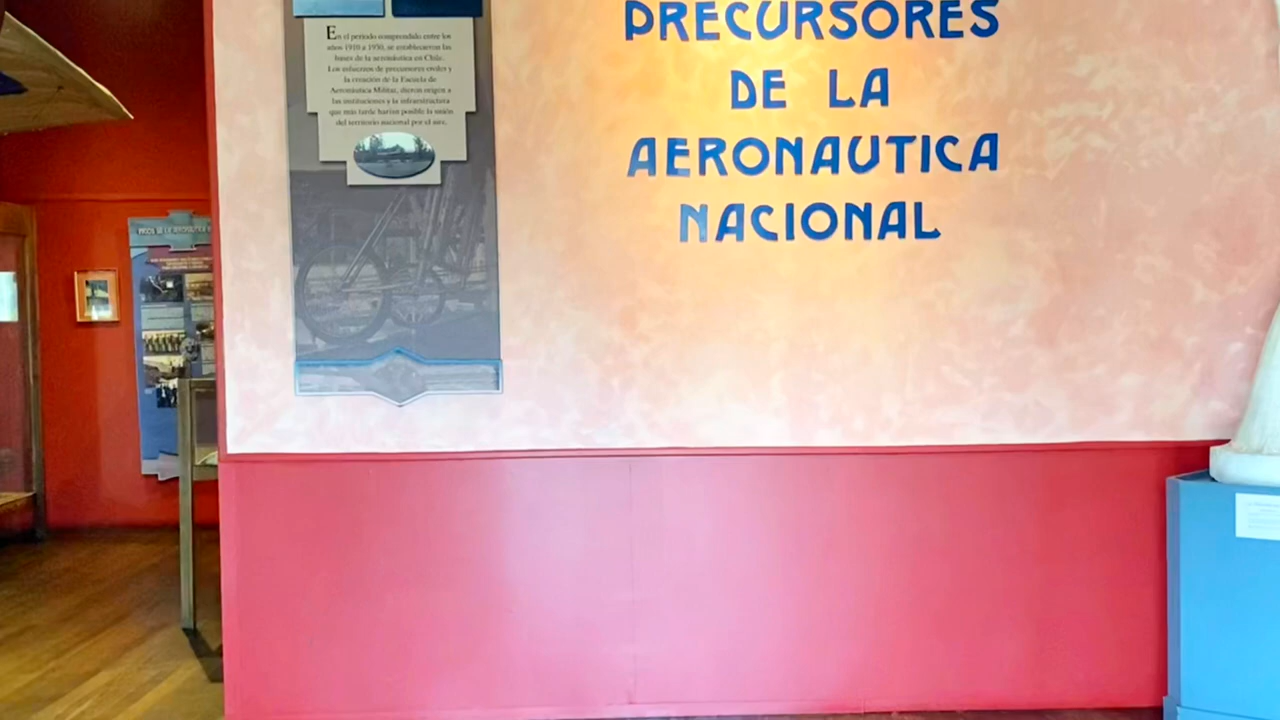 En el período comprendido entre los
años 1910 a 1930, se establecieron las
bases de la aeronáutica en Chile.
Los esfuerzos de precursores civiles y
la creación de la Escuela de
Aeronáutica Militar, dieron origen a
las instituciones y la infraestructura
que más tarde harían posible la unión
del territorio nacional por el aire.
PRECURSORES
DE LA
AERONAUTICA
NACIONAL